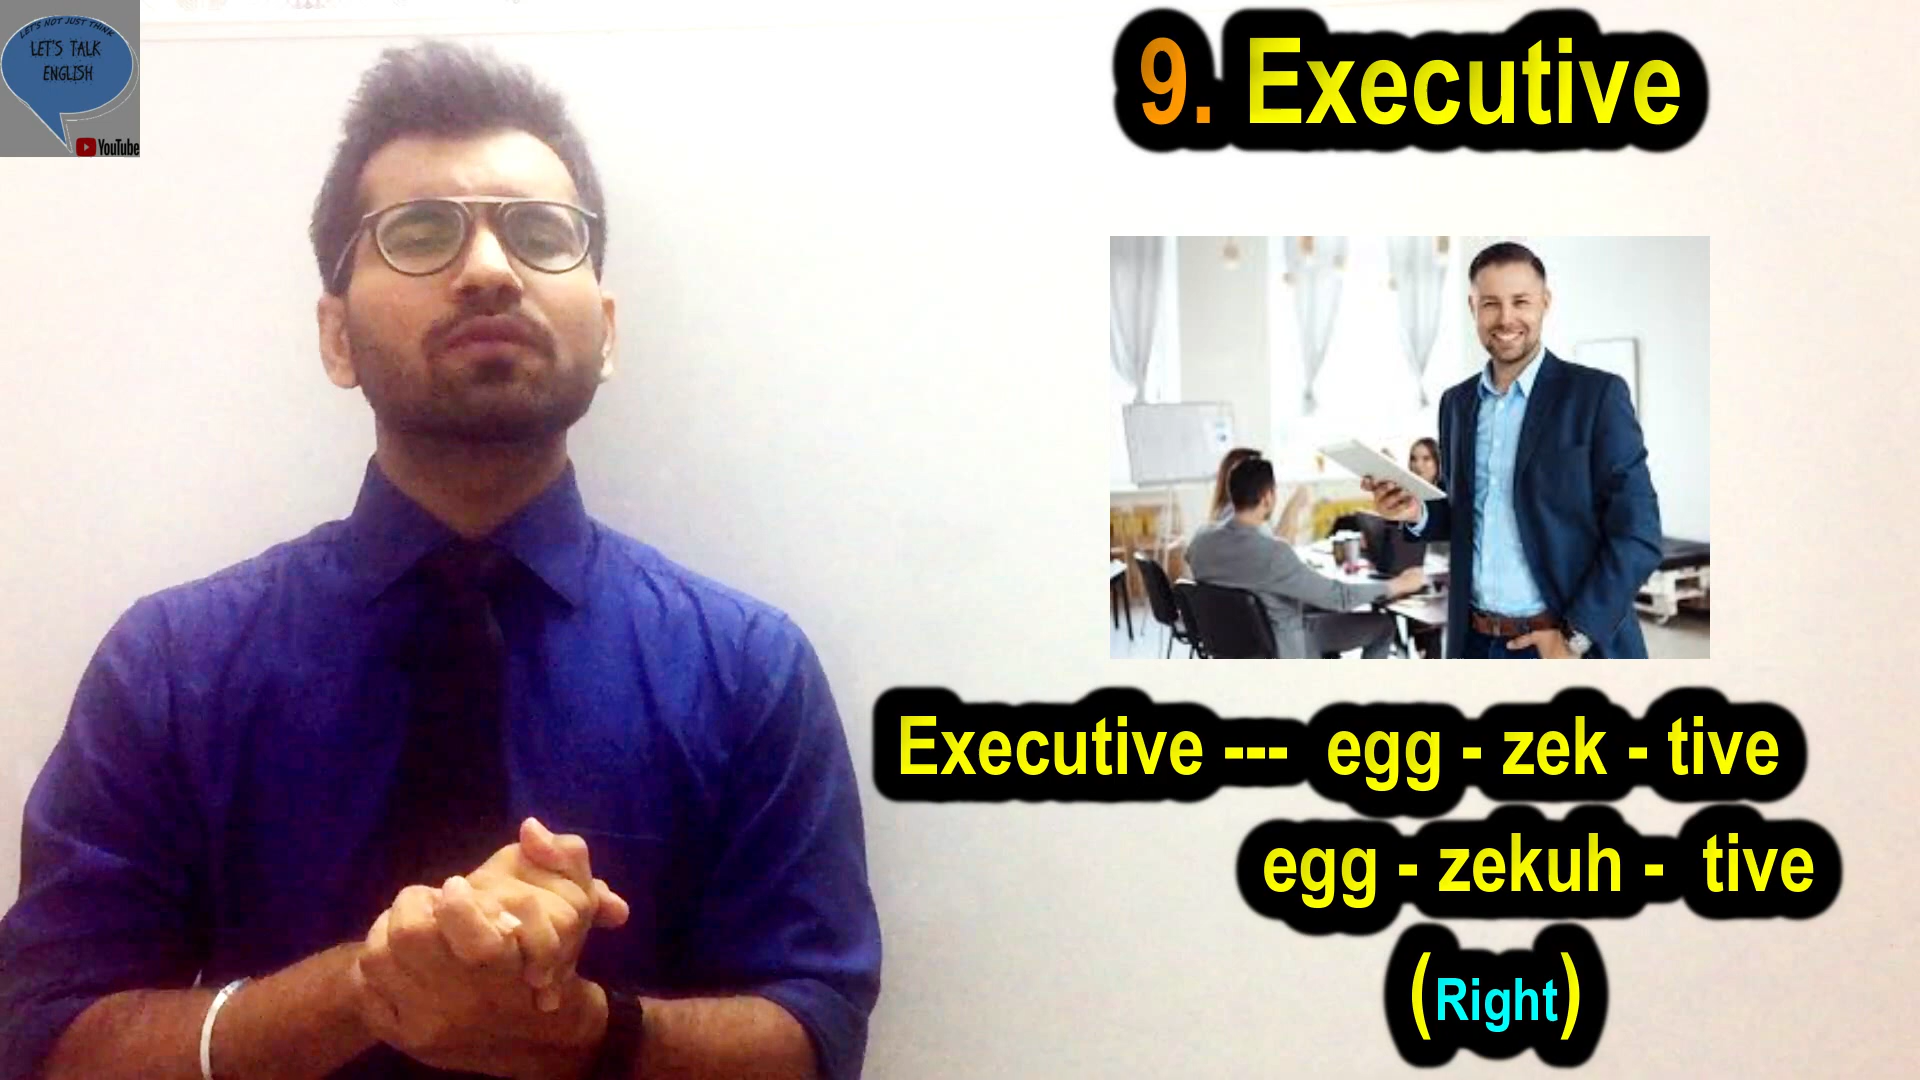 LET'S NOT JUST THINK
LET'S TALK
ENGLISH
YouTube
9. Executive
Executive --- egg - zek - tive
egg - zekuh - tive
(Right)